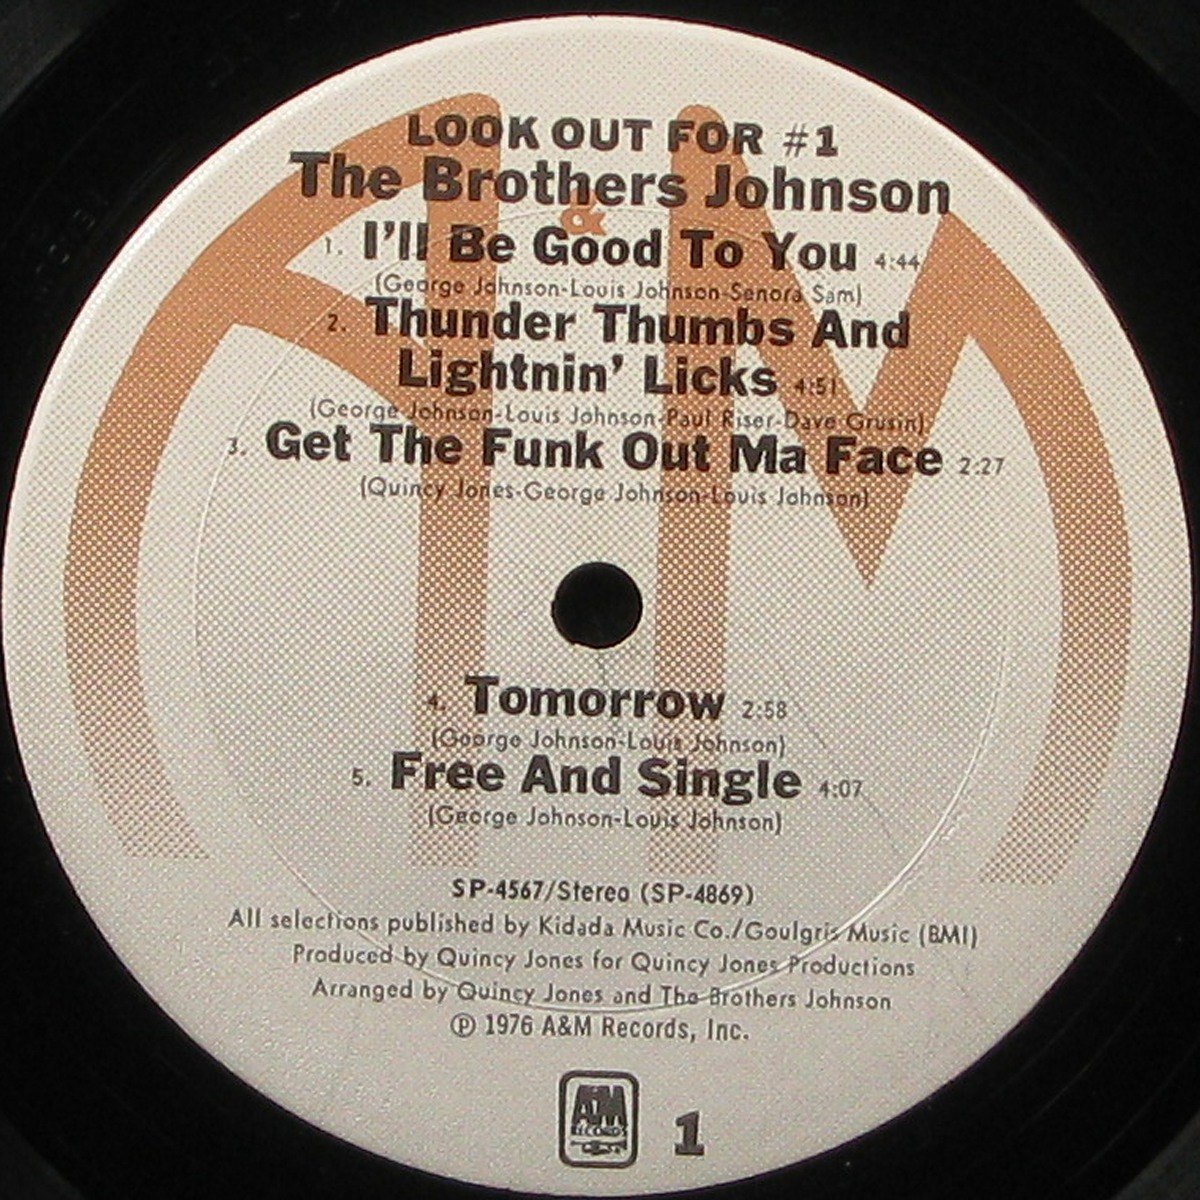 LOOK OUT FOR #1
The Brothers Johnson
&
1. I'll Be Good To You 4:44
(George Johnson-Louis Johnson-Senora Sam)
2. Thunder Thumbs And
Lightnin' Licks 4:51
(George Johnson-Louis Johnson-Paul Riser-Dave Grusin)
3. Get The Funk Out Ma Face 2:27
(Quincy Jones-George Johnson-Louis Johnson)
4. Tomorrow 2:58
(George Johnson-Louis Johnson)
5. Free And Single 4:07
(George Johnson-Louis Johnson)
SP-4567/Stereo (SP-4869)
All selections published by Kidada Music Co./Goulgris Music (BMI)
Produced by Quincy Jones for Quincy Jones Productions
Arranged by Quincy Jones and The Brothers Johnson
℗ 1976 A&M Records, Inc.
A&M
RECORDS
1